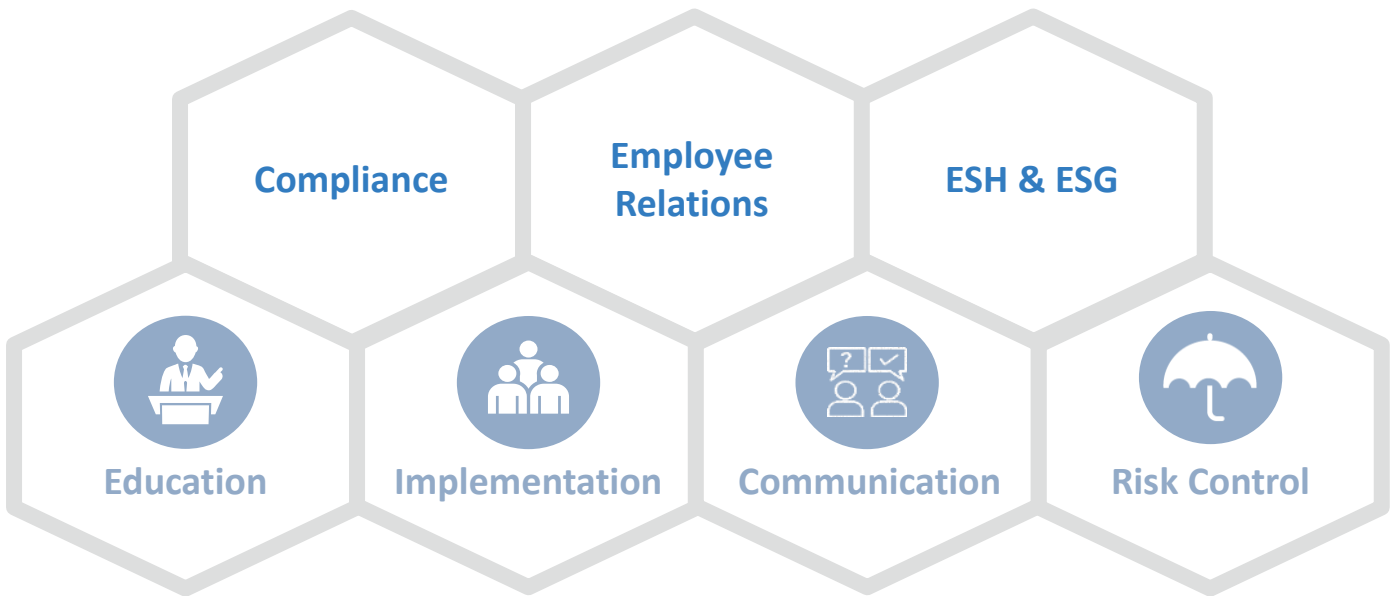 Compliance
Employee
Relations
ESH & ESG
?
Education
Implementation
Communication
Risk Control